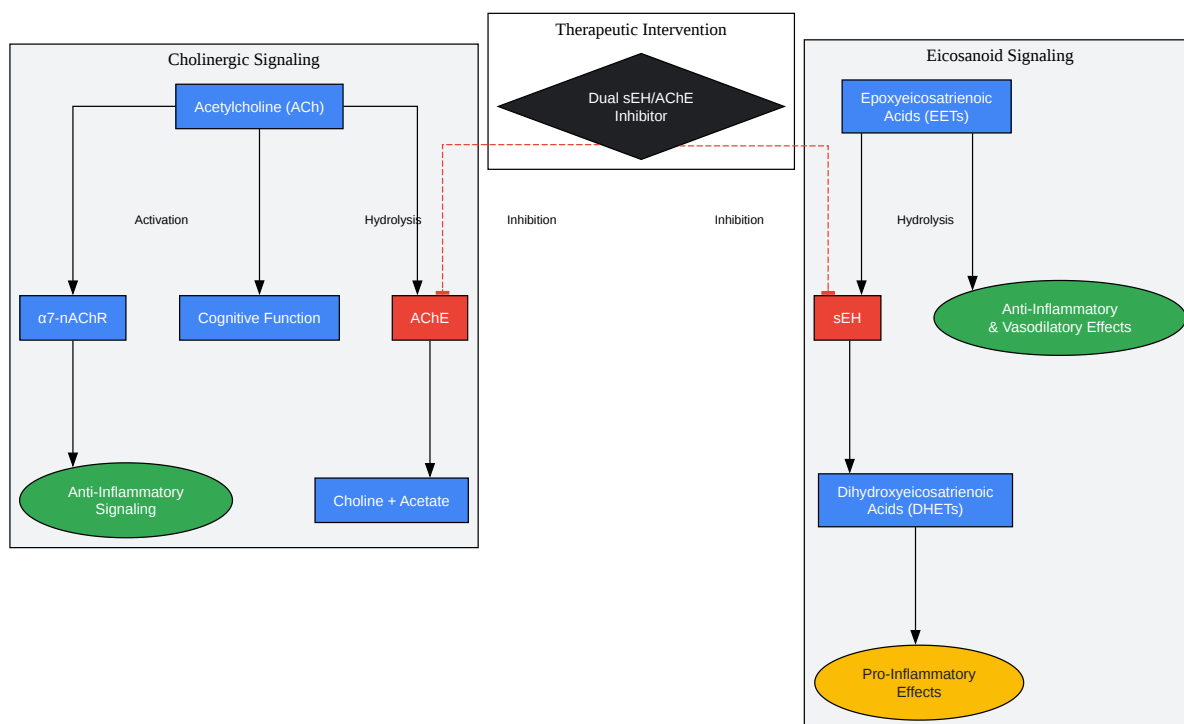 Therapeutic Intervention
Dual sEH/AChE
Inhibitor
Cholinergic Signaling
Acetylcholine (ACh)
Activation
Hydrolysis
Inhibition
Inhibition
α7-nAChR
Cognitive Function
AChE
Anti-Inflammatory
Signaling
Choline + Acetate
Eicosanoid Signaling
Epoxyeicosatrienoic
Acids (EETs)
Hydrolysis
sEH
Anti-Inflammatory
& Vasodilatory Effects
Dihydroxyeicosatrienoic
Acids (DHETs)
Pro-Inflammatory
Effects